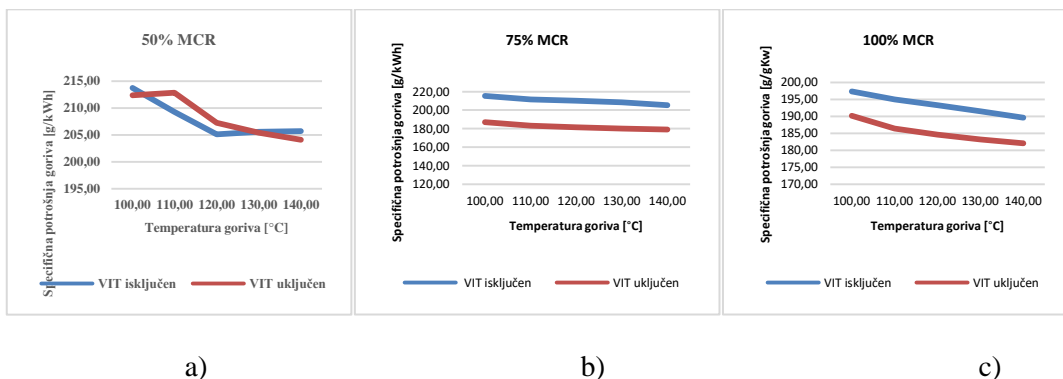 50% MCR
Specifična potrošnja goriva [g/kWh]
215,00
210,00
205,00
200,00
195,00
100,00 110,00 120,00 130,00 140,00
Temperatura goriva [°C]
VIT isključen VIT uključen
75% MCR
Specifična potrošnja goriva [g/kWh]
220,00
200,00
180,00
160,00
140,00
120,00
100,00 110,00 120,00 130,00 140,00
Temperatura goriva [°C]
VIT isključen VIT uključen
100% MCR
Specifična potrošnja goriva [g/gKw]
200,00
195,00
190,00
185,00
180,00
175,00
170,00
100,00 110,00 120,00 130,00 140,00
Temperatura goriva [°C]
VIT isključen VIT uključen
a) b) c)